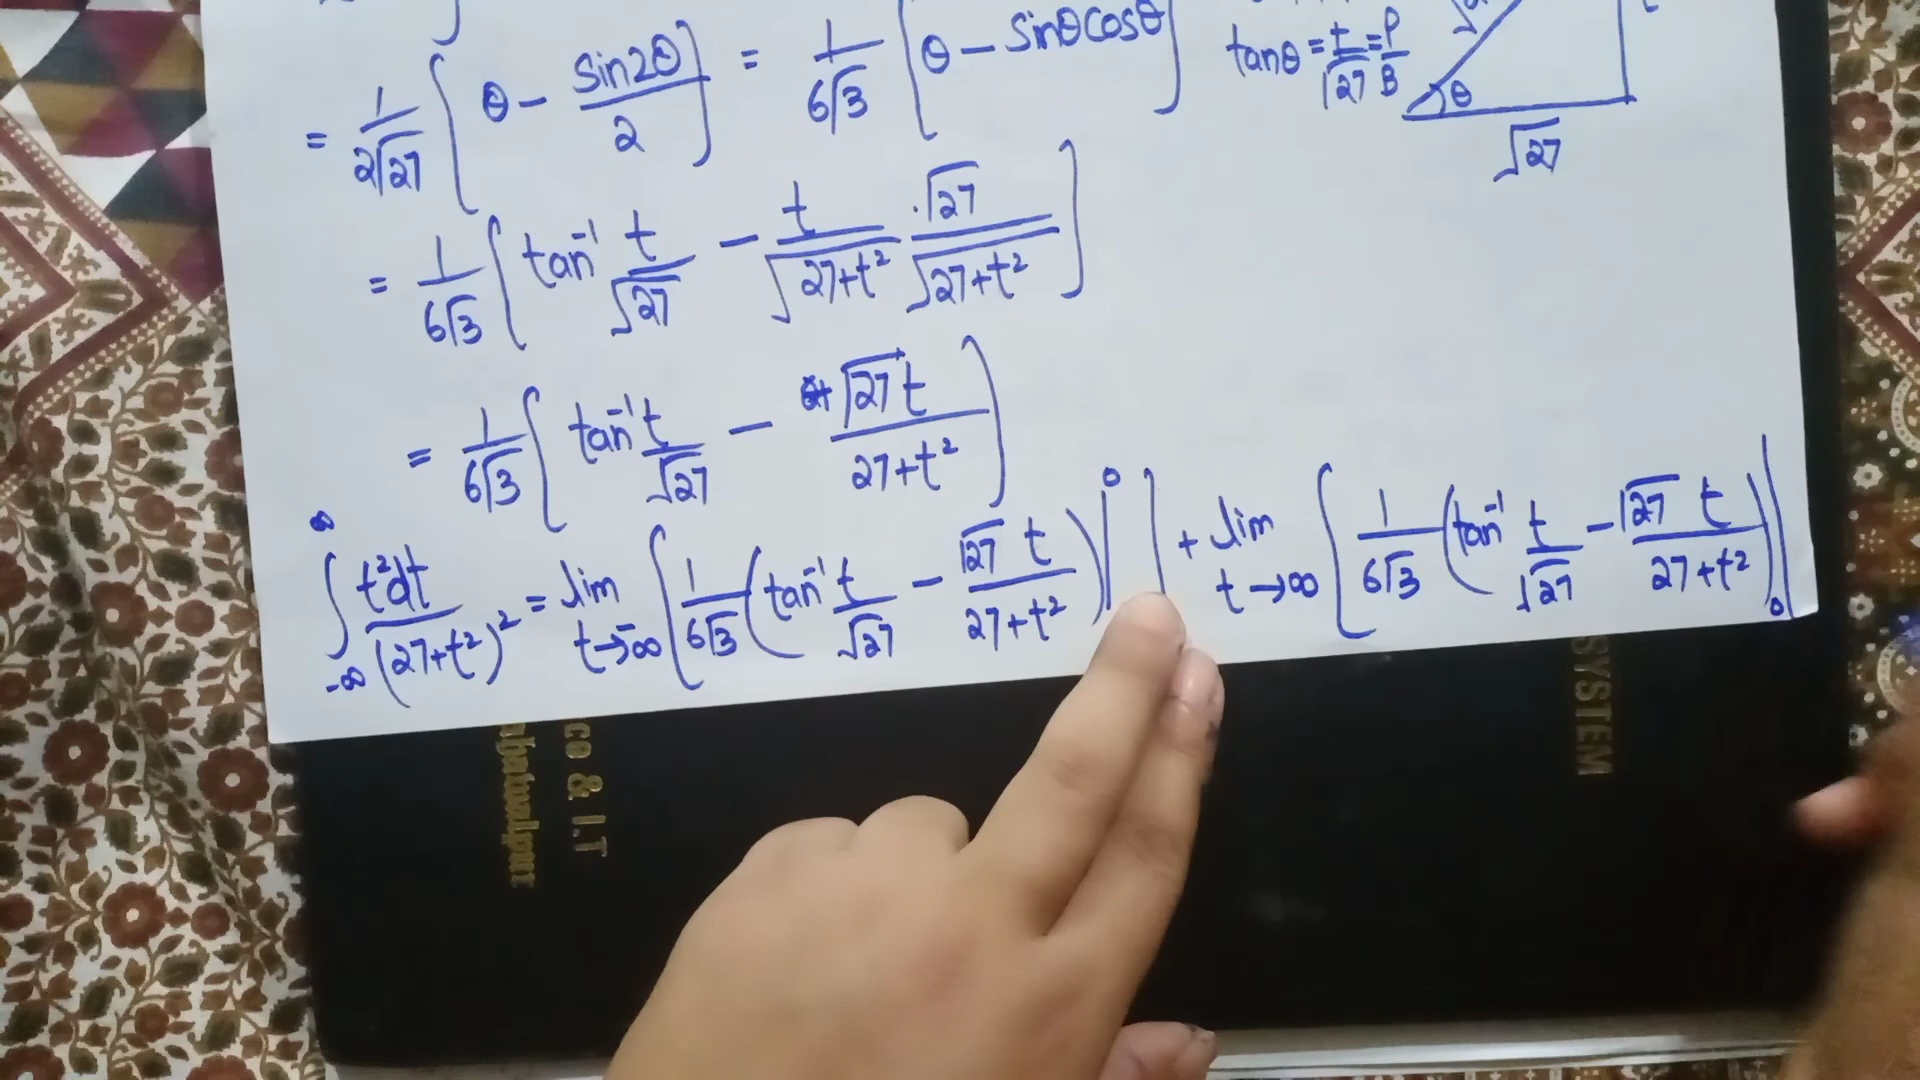 = 1/2√27 [θ − sin2θ/2] = 1/6√3 [θ − sinθcosθ] tanθ = t/√27 = P/B
θ
√27
= 1/6√3 [tan⁻¹ t/√27 − t/√27+t² · √27/√27+t²]
= 1/6√3 [tan⁻¹ t/√27 − √27 t/27+t²]
∫_-∞^∞ t²dt/(27+t²)² = lim t→-∞ [1/6√3 (tan⁻¹ t/√27 − √27 t/27+t²)|^0] + lim t→∞ [1/6√3 (tan⁻¹ t/√27 − √27 t/27+t²)|_0
SYSTEM
co & I.T